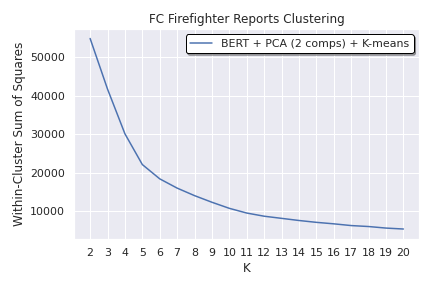 FC Firefighter Reports Clustering
BERT + PCA (2 comps) + K-means
Within-Cluster Sum of Squares
50000
40000
30000
20000
10000
2 3 4 5 6 7 8 9 10 11 12 13 14 15 16 17 18 19 20
K